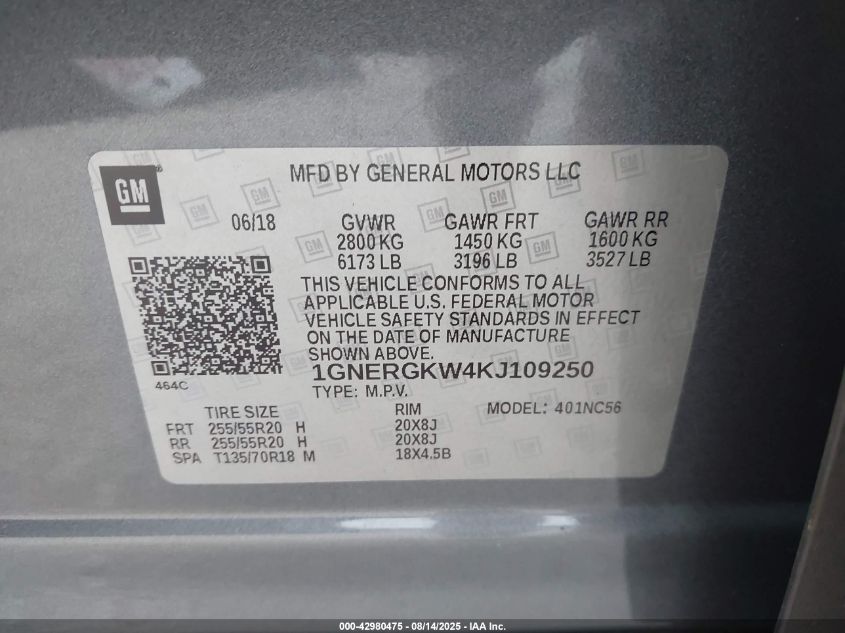 GM
MFD BY GENERAL MOTORS LLC
06/18 GVWR GAWR FRT GAWR RR
2800 KG 1450 KG 1600 KG
6173 LB 3196 LB 3527 LB
THIS VEHICLE CONFORMS TO ALL
APPLICABLE U.S. FEDERAL MOTOR
VEHICLE SAFETY STANDARDS IN EFFECT
ON THE DATE OF MANUFACTURE
SHOWN ABOVE.
1GNERGKW4KJ109250
464C
TYPE: M.P.V.
TIRE SIZE RIM MODEL: 401NC56
FRT 255/55R20 H 20X8J
RR 255/55R20 H 20X8J
SPA T135/70R18 M 18X4.5B
000-42980475 - 08/14/2025 - IAA Inc.